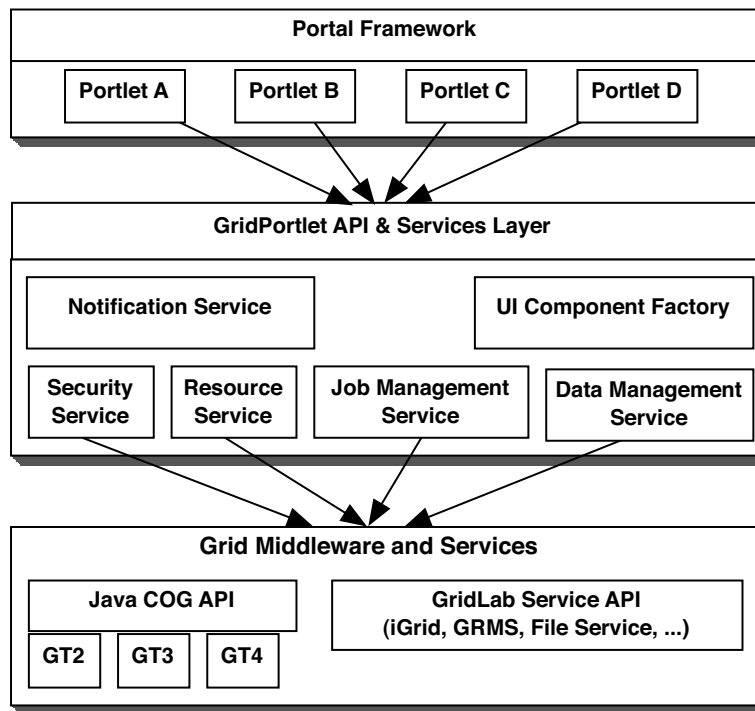 Portal Framework
Portlet A
Portlet B
Portlet C
Portlet D
GridPortlet API & Services Layer
Notification Service
UI Component Factory
Security
Service
Resource
Service
Job Management
Service
Data Management
Service
Grid Middleware and Services
Java COG API
GT2
GT3
GT4
GridLab Service API
(iGrid, GRMS, File Service, ...)